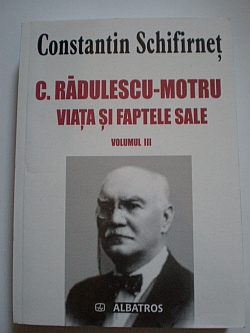 Constantin Schifirneț
C. RĂDULESCU-MOTRU
VIAȚA ȘI FAPTELE SALE
VOLUMUL III
ALBATROS